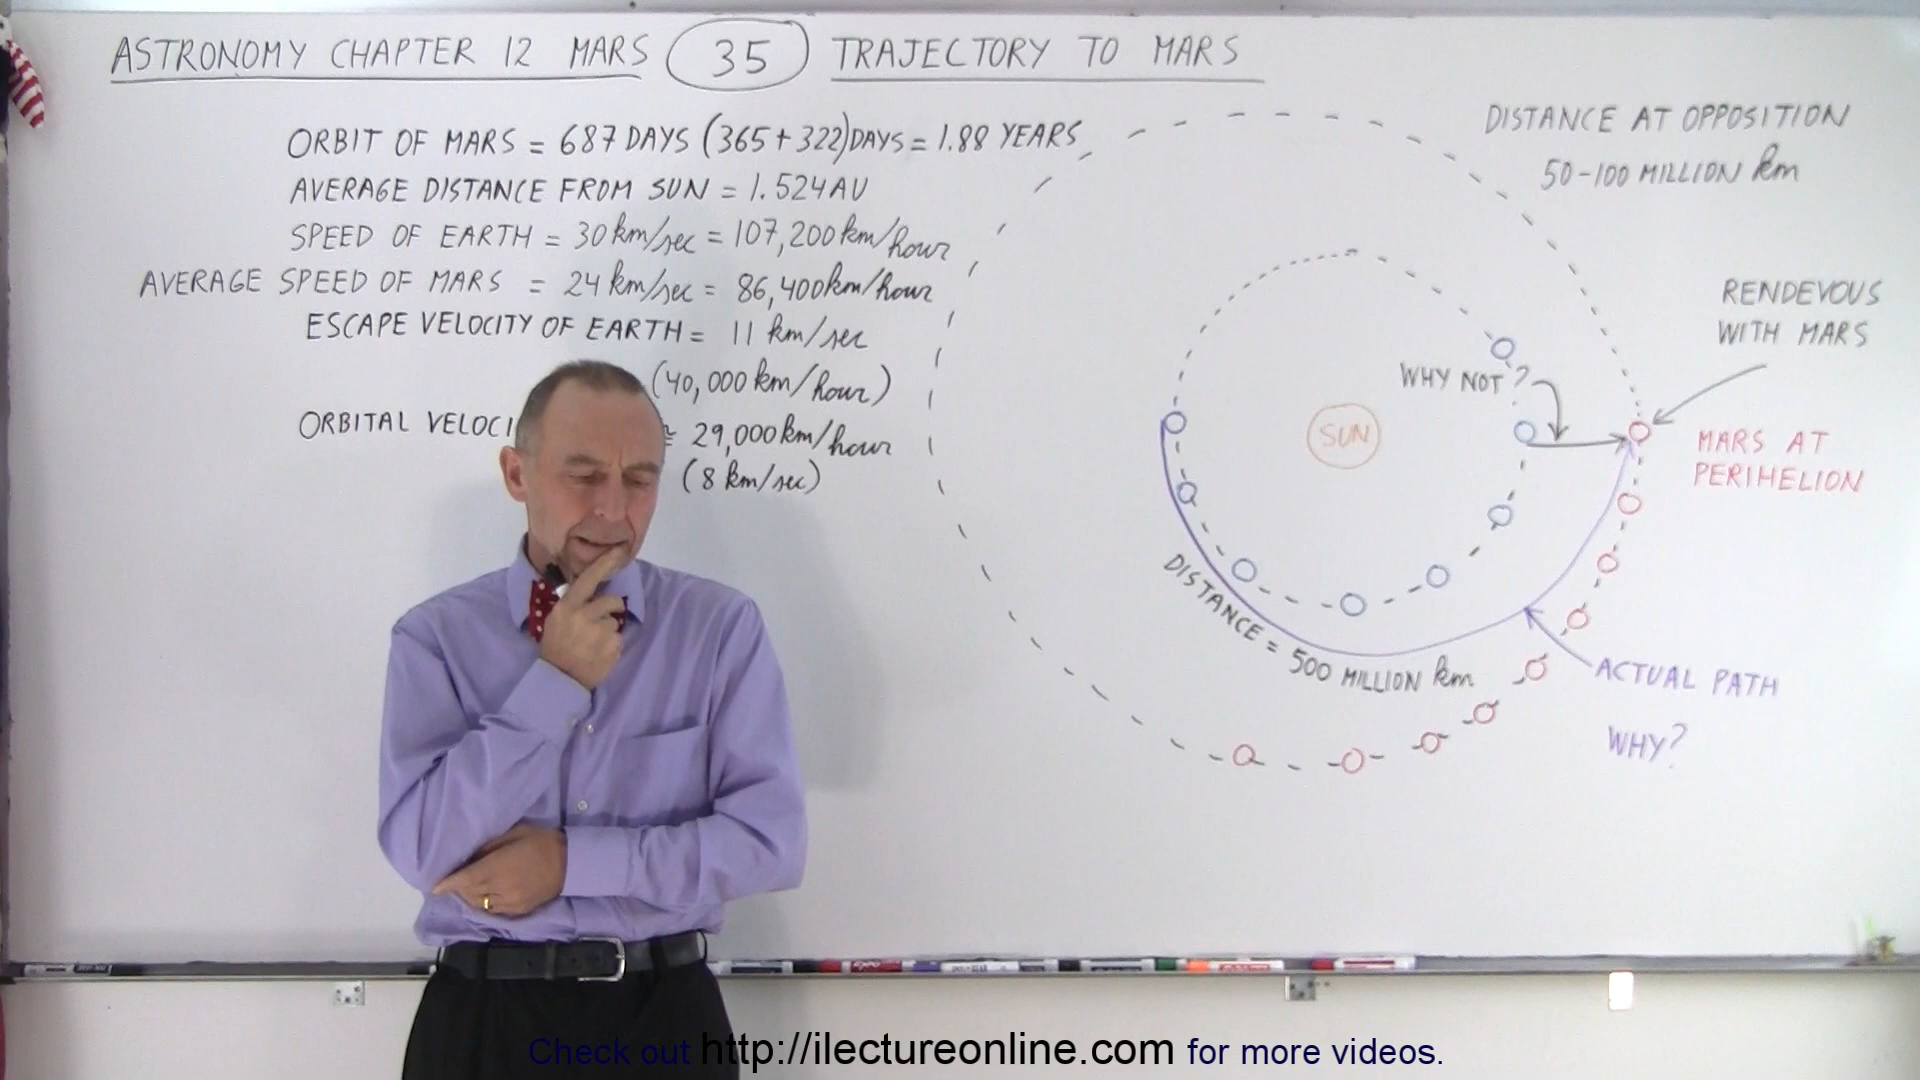 ASTRONOMY CHAPTER 12 MARS 35 TRAJECTORY TO MARS
ORBIT OF MARS = 687 DAYS (365+322)DAYS = 1.88 YEARS
AVERAGE DISTANCE FROM SUN = 1.524AU
SPEED OF EARTH = 30 km/sec = 107,200 km/hour
AVERAGE SPEED OF MARS = 24 km/sec = 86,400 km/hour
ESCAPE VELOCITY OF EARTH = 11 km/sec
(40,000 km/hour)
ORBITAL VELOCI ≅ 29,000 km/hour
(8 km/sec)
DISTANCE AT OPPOSITION
50-100 MILLION km
RENDEVOUS
WITH MARS
WHY NOT?
SUN
MARS AT
PERIHELION
DISTANCE = 500 MILLION km
ACTUAL PATH
WHY?
Check out http://ilectureonline.com for more videos.